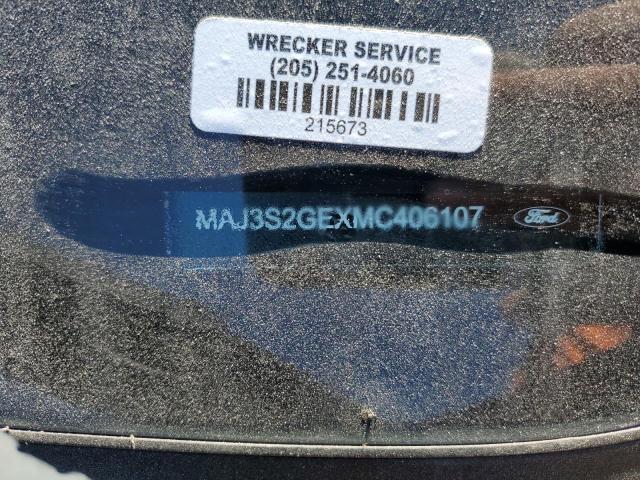 WRECKER SERVICE
(205) 251-4060
215673
MAJ3S2GEXMC406107
Ford